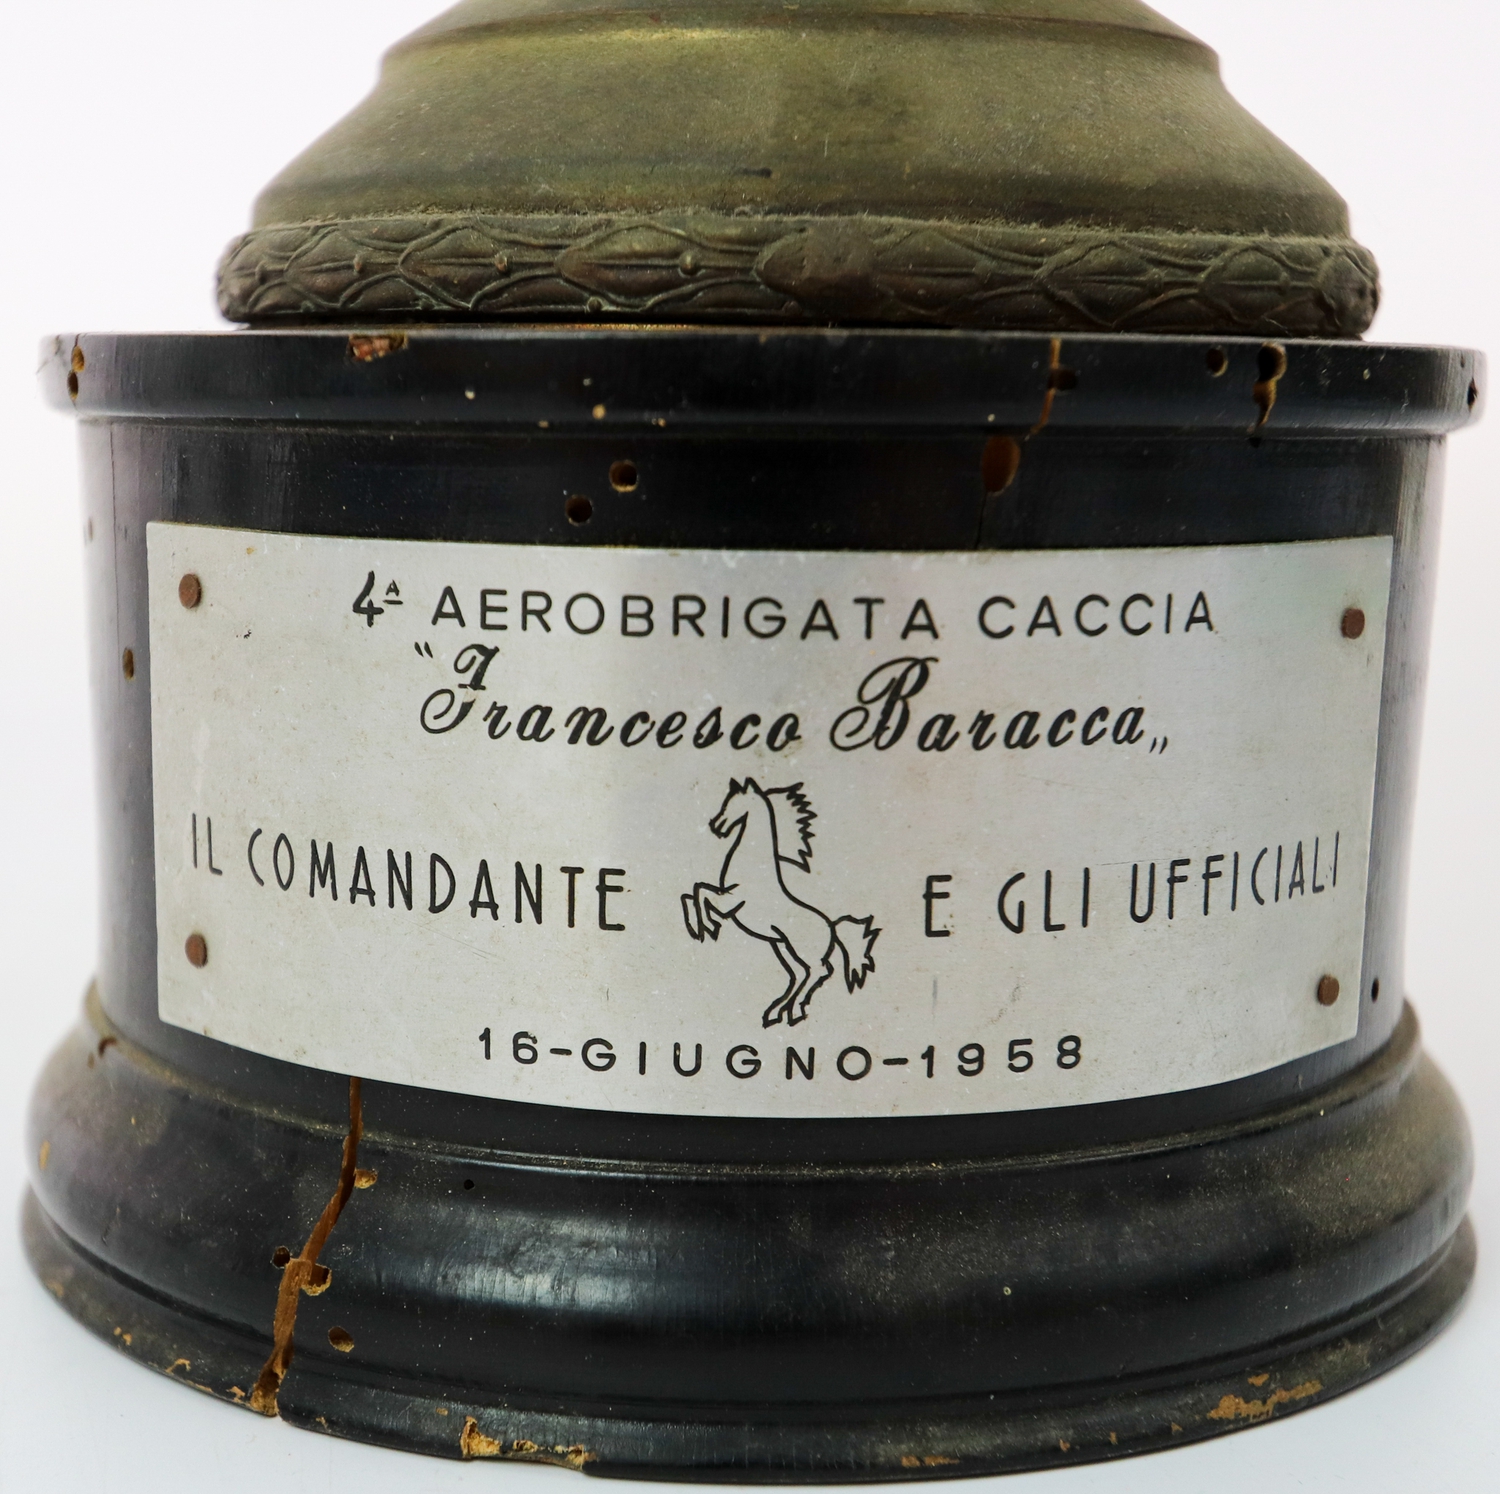 4ᴬ AEROBRIGATA CACCIA
“Francesco Baracca„
IL COMANDANTE E GLI UFFICIALI
16-GIUGNO-1958